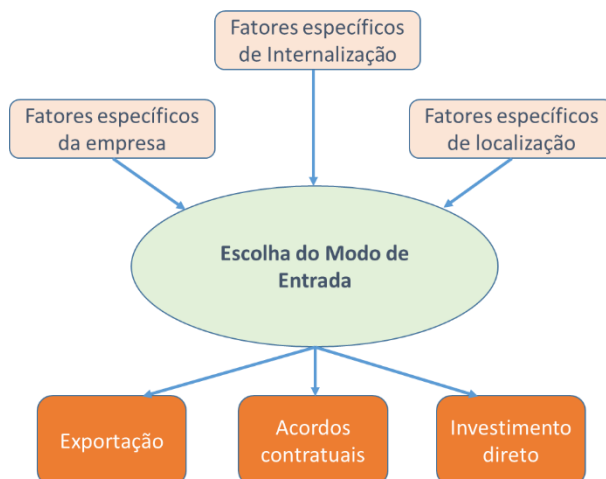 Fatores específicos
de Internalização
Fatores específicos
da empresa
Fatores específicos
de localização
Escolha do Modo de
Entrada
Exportação
Acordos
contratuais
Investimento
direto